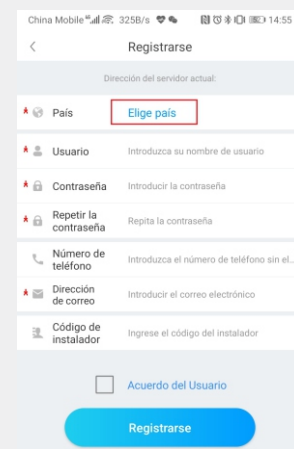 China Mobile 325B/s 14:55
Registrarse
Dirección del servidor actual:
* País Elige país
* Usuario Introduzca su nombre de usuario
* Contraseña Introducir la contraseña
* Repetir la contraseña Repita la contraseña
Número de teléfono Introduzca el número de teléfono sin el...
* Dirección de correo Introducir el correo electrónico
Código de instalador Ingrese el código del instalador
Acuerdo del Usuario
Registrarse